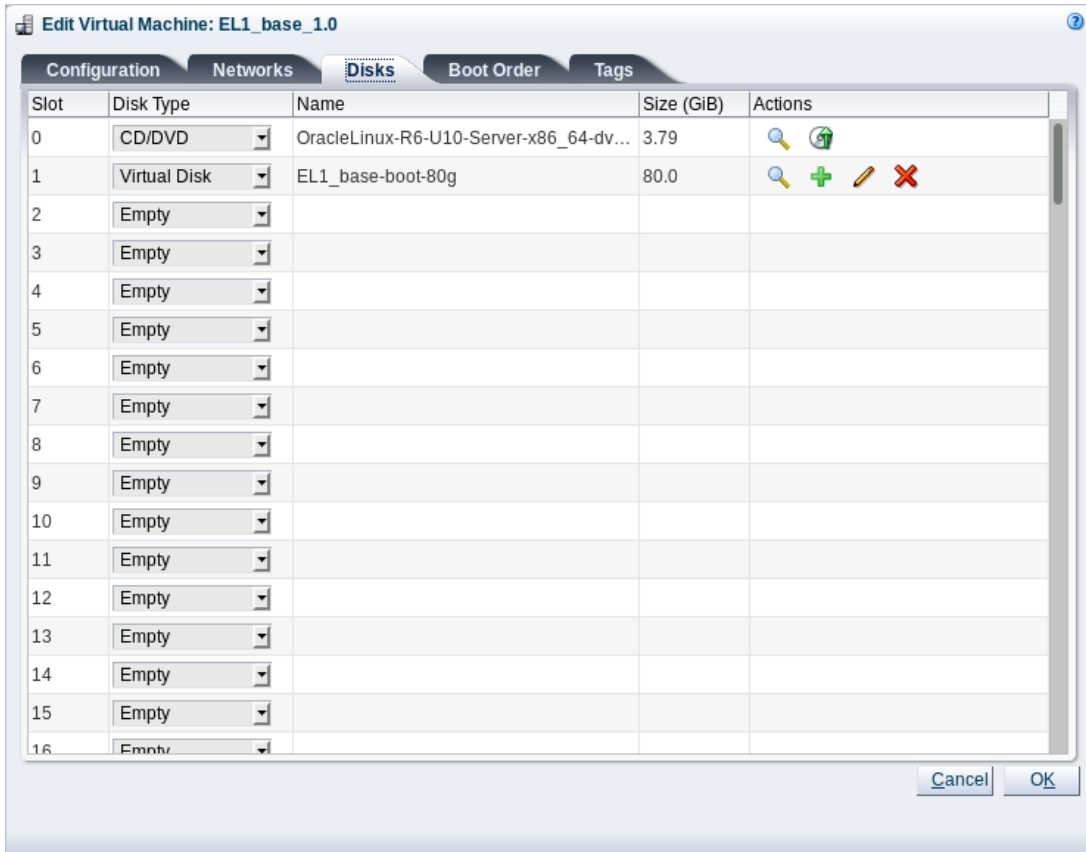 Edit Virtual Machine: EL1_base_1.0
Configuration Networks Disks Boot Order Tags
Slot Disk Type Name Size (GiB) Actions
0 CD/DVD OracleLinux-R6-U10-Server-x86_64-dv... 3.79
1 Virtual Disk EL1_base-boot-80g 80.0
2 Empty
3 Empty
4 Empty
5 Empty
6 Empty
7 Empty
8 Empty
9 Empty
10 Empty
11 Empty
12 Empty
13 Empty
14 Empty
15 Empty
16 Empty
Cancel OK